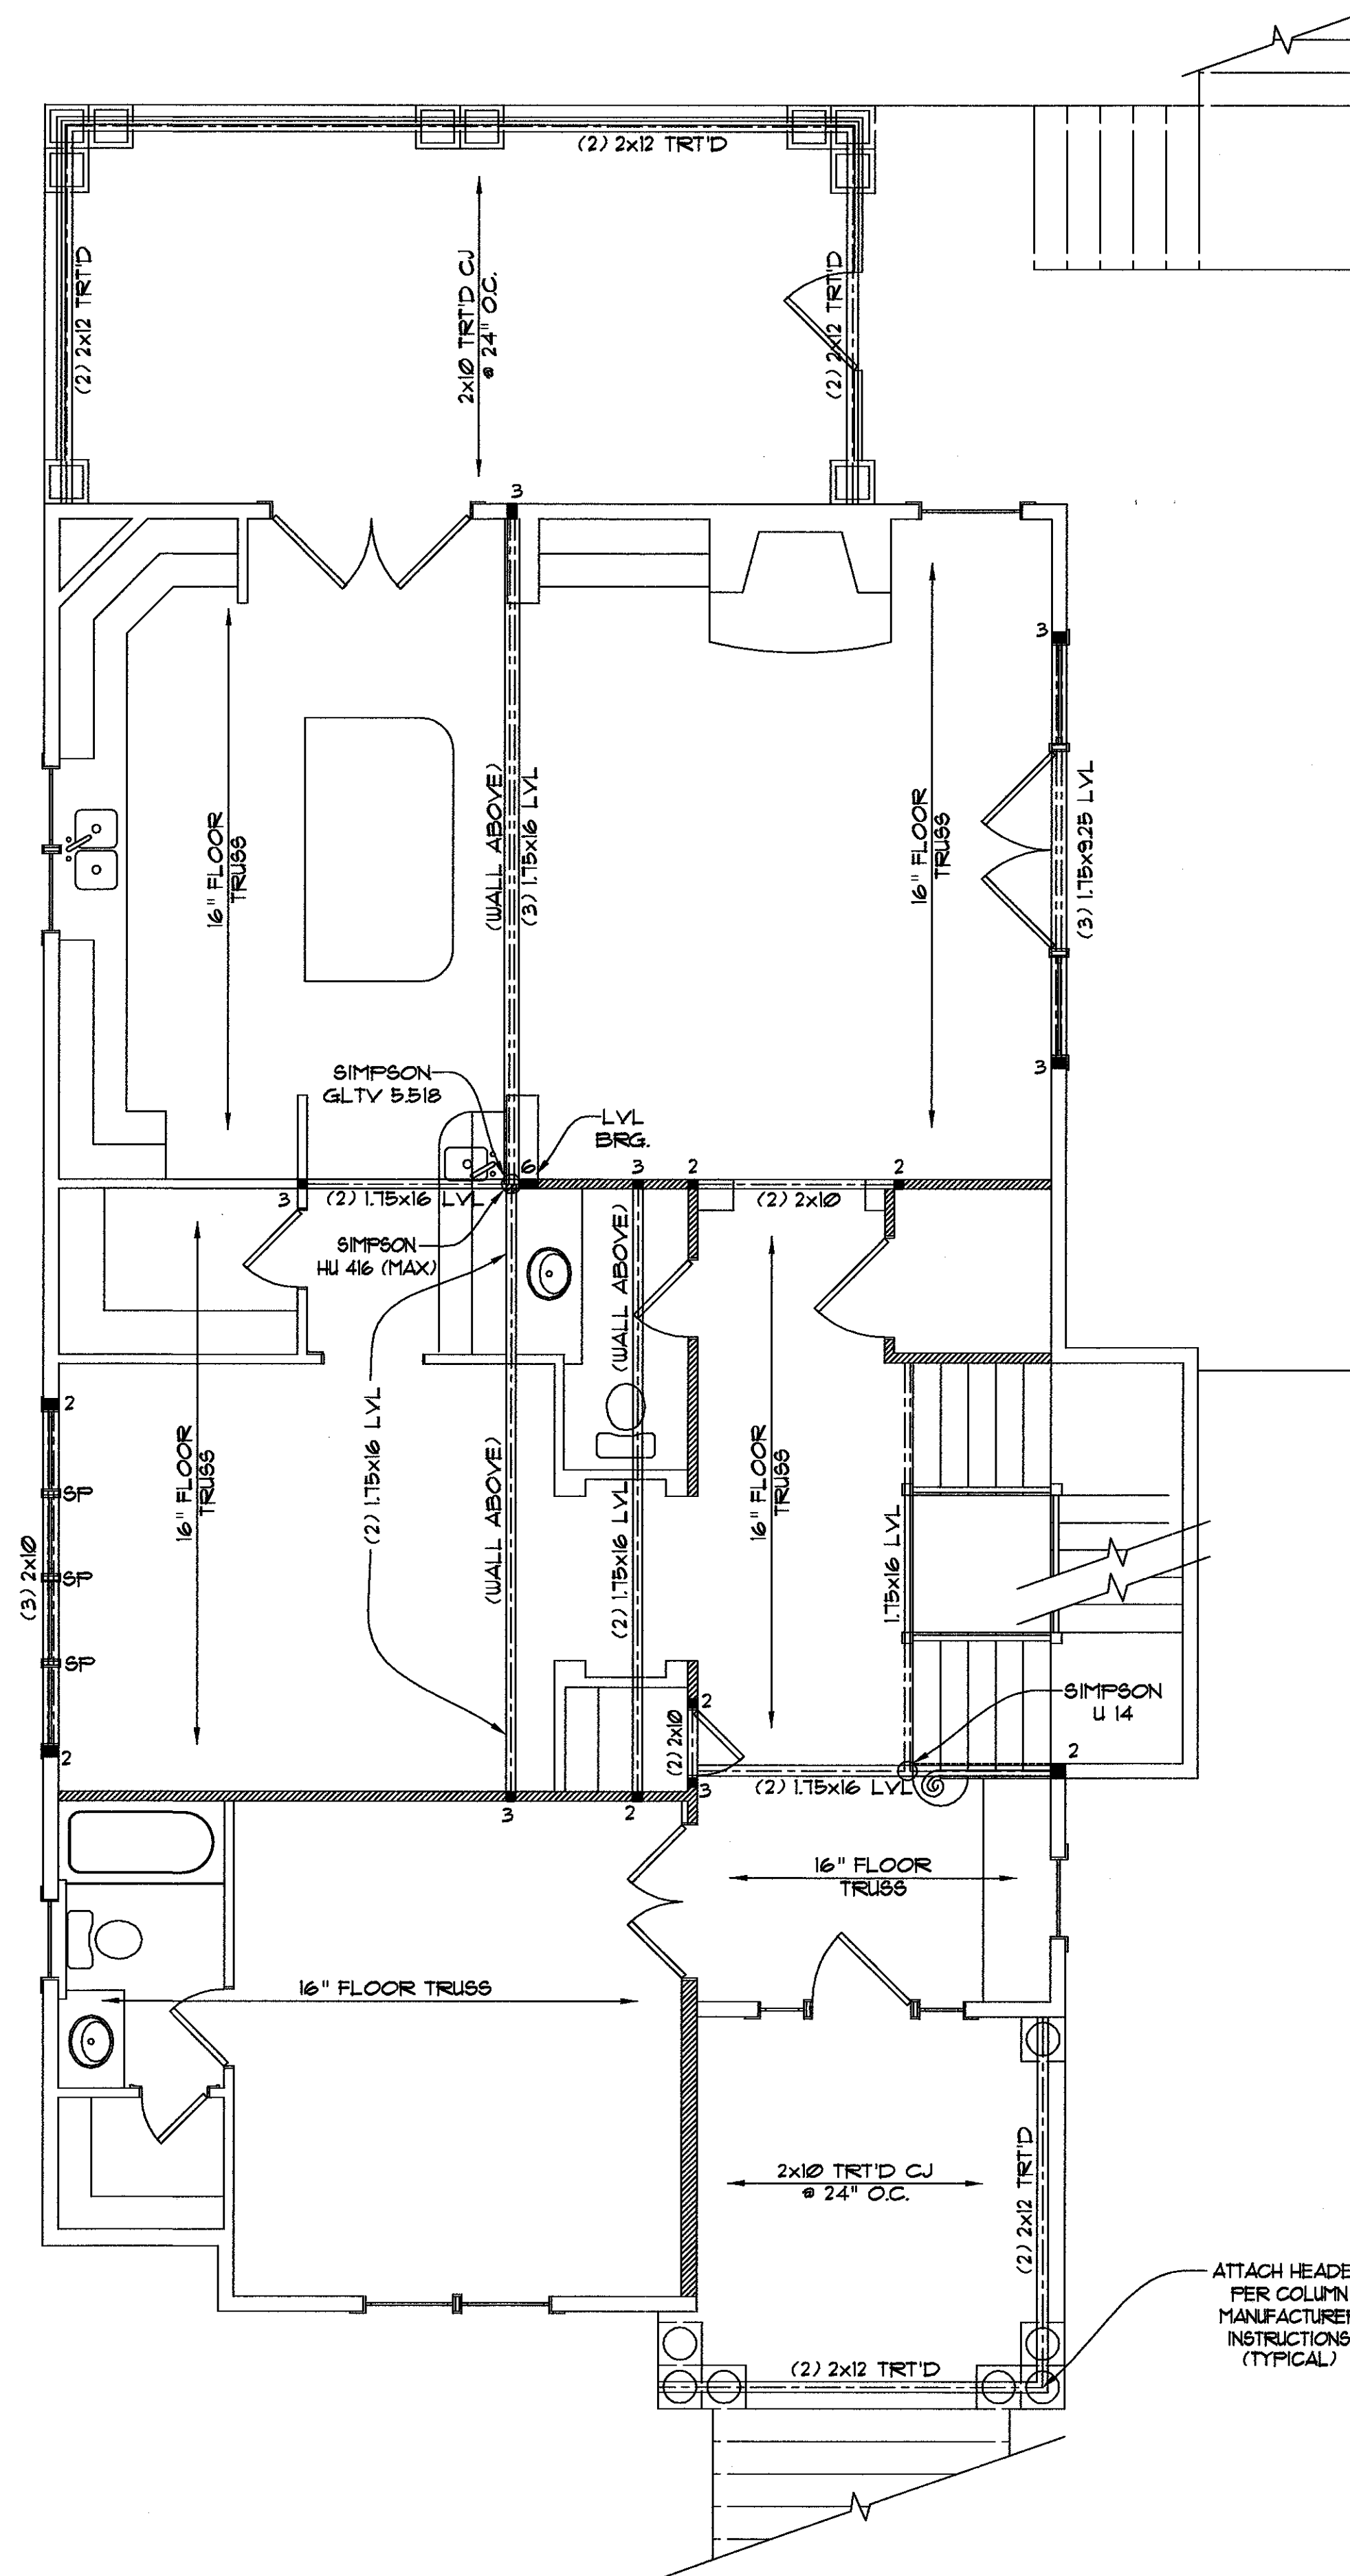 (2) 2x12 TRT'D
(2) 2x12 TRT'D
2x10 TRT'D CJ
@ 24" O.C.
(2) 2x12 TRT'D
3
3
16" FLOOR
TRUSS
(WALL ABOVE)
(3) 1.75x16 LVL
16" FLOOR
TRUSS
(3) 1.75x9.25 LVL
3
SIMPSON
GLTV 5.518
LVL
BRG.
6
3
2
2
3
(2) 1.75x16 LVL
(2) 2x10
SIMPSON
HU 416 (MAX)
(WALL ABOVE)
2
16" FLOOR
TRUSS
(2) 1.75x16 LVL
(WALL ABOVE)
(2) 1.75x16 LVL
16" FLOOR
TRUSS
1.75x16 LVL
SP
(3) 2x10
SP
SP
2
SIMPSON
U 14
2
(2) 2x10
2
3
(2) 1.75x16 LVL
3
2
16" FLOOR
TRUSS
16" FLOOR TRUSS
2x10 TRT'D CJ
@ 24" O.C.
(2) 2x12 TRT'D
ATTACH HEADE
PER COLUMN
MANUFACTURER
INSTRUCTIONS
(TYPICAL)
(2) 2x12 TRT'D